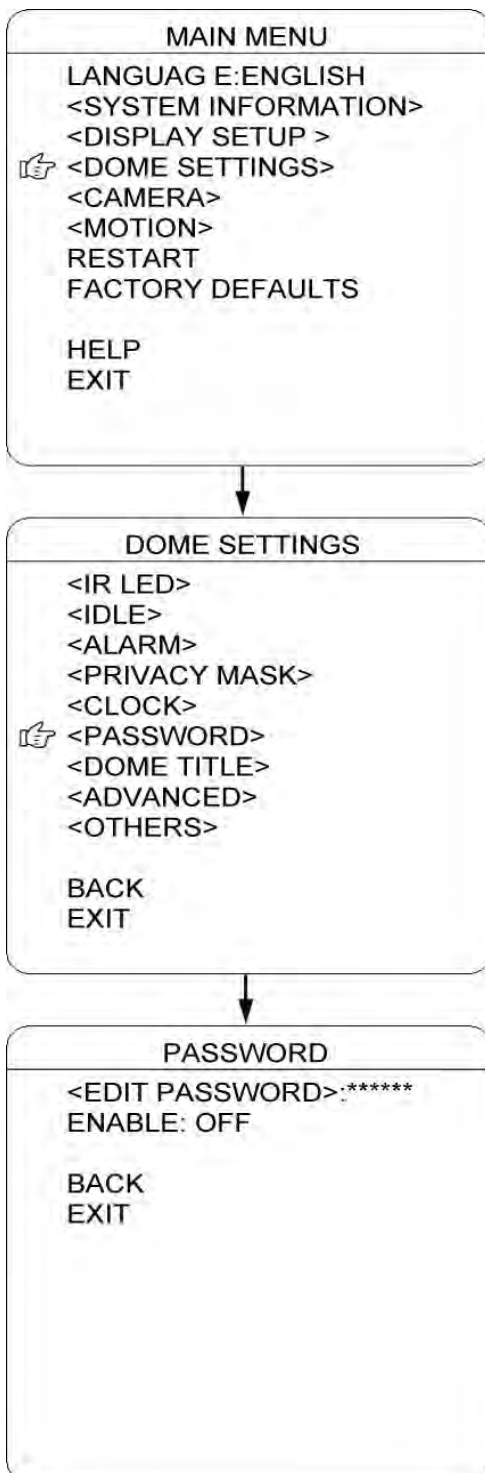 MAIN MENU
LANGUAG E:ENGLISH
<SYSTEM INFORMATION>
<DISPLAY SETUP >
<DOME SETTINGS>
<CAMERA>
<MOTION>
RESTART
FACTORY DEFAULTS
HELP
EXIT
DOME SETTINGS
<IR LED>
<IDLE>
<ALARM>
<PRIVACY MASK>
<CLOCK>
<PASSWORD>
<DOME TITLE>
<ADVANCED>
<OTHERS>
BACK
EXIT
PASSWORD
<EDIT PASSWORD>:******
ENABLE: OFF
BACK
EXIT